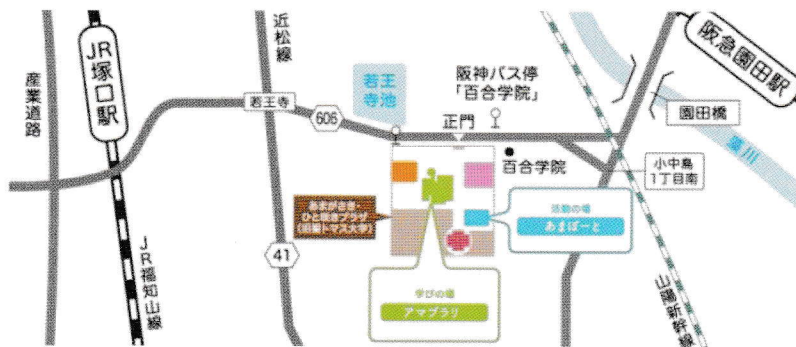 近松線
産業道路
JR
塚口
駅
若王寺
606
若王
寺池
阪神バス停
「百合学院」
正門
阪急園田駅
園田橋
藻川
百合学院
小中島
1丁目南
あまがさき
ひと咲きプラザ
(旧聖トマス大学)
活動の場
あまぽーと
41
JR福知山線
学びの場
アマブラリ
山陽新幹線